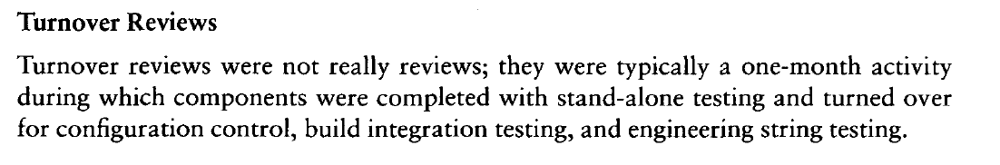 Turnover Reviews
Turnover reviews were not really reviews; they were typically a one-month activity
during which components were completed with stand-alone testing and turned over
for configuration control, build integration testing, and engineering string testing.